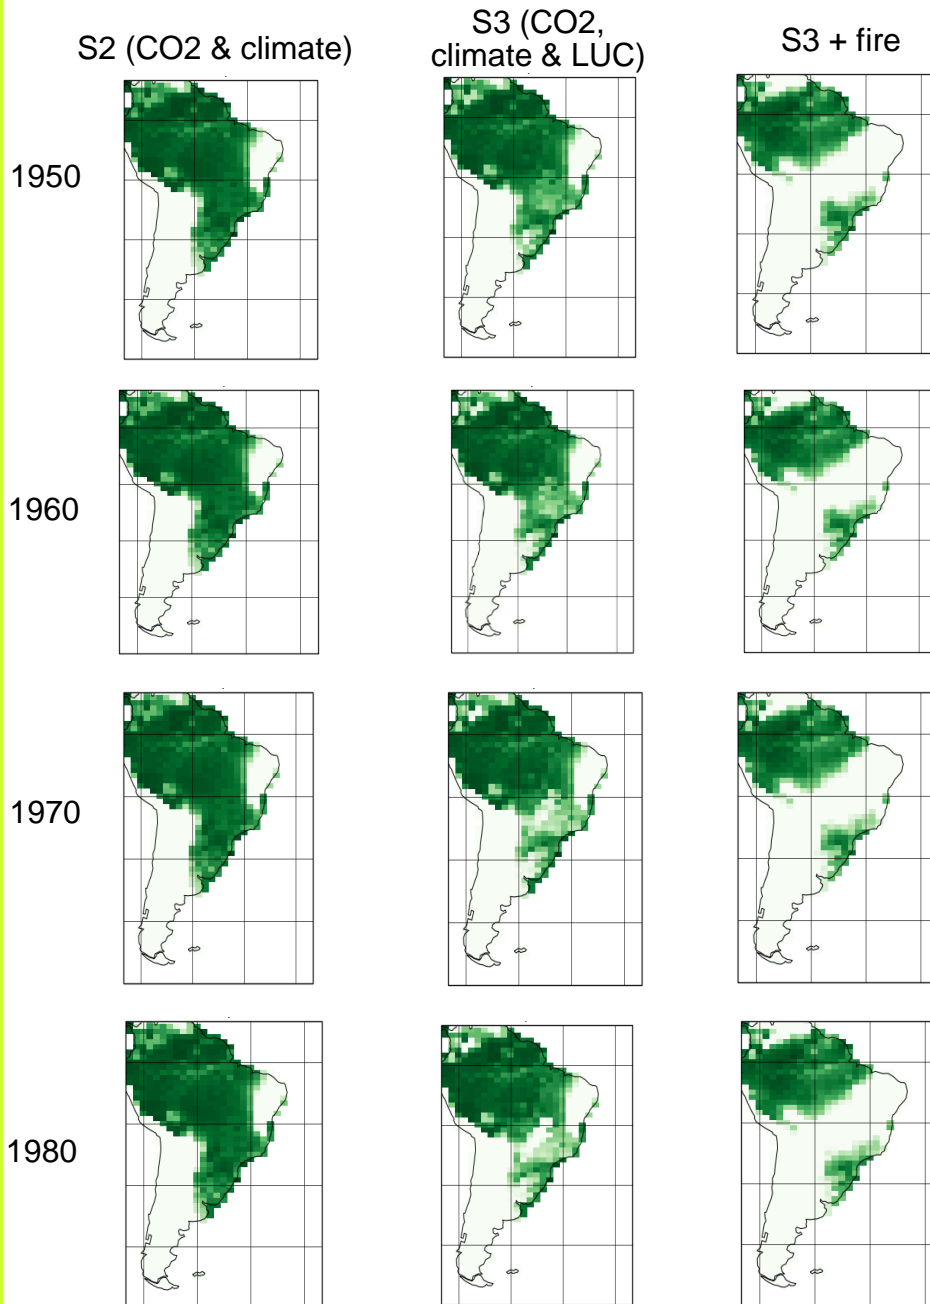 S2 (CO2 & climate)
S3 (CO2,
climate & LUC)
S3 + fire
1950
1960
1970
1980